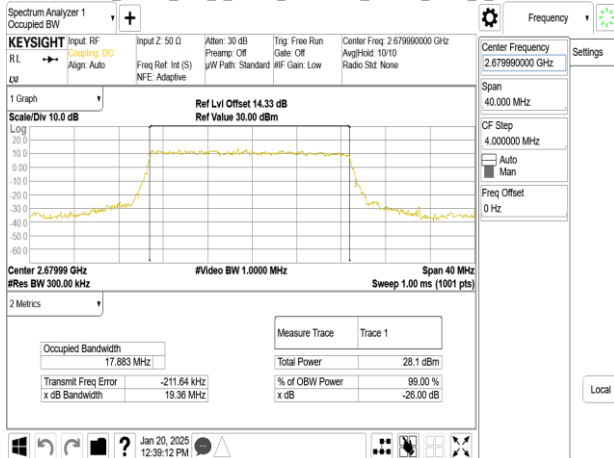 Spectrum Analyzer 1
Occupied BW
Frequency
KEYSIGHT
RL
LXI
Input: RF
Coupling: DC
Align: Auto
Input Z: 50 Ω
Freq Ref: Int (S)
NFE: Adaptive
Atten: 30 dB
Preamp: Off
µW Path: Standard
Trig: Free Run
Gate: Off
#IF Gain: Low
Center Freq: 2.679990000 GHz
Avg|Hold: 10/10
Radio Std: None
Center Frequency
2.679990000 GHz
Settings
Span
40.000 MHz
CF Step
4.000000 MHz
Auto
Man
Freq Offset
0 Hz
Local
1 Graph
Scale/Div 10.0 dB
Ref Lvl Offset 14.33 dB
Ref Value 30.00 dBm
Log
20.0
10.0
0.00
-10.0
-20.0
-30.0
-40.0
-50.0
-60.0
Center 2.67999 GHz
#Res BW 300.00 kHz
#Video BW 1.0000 MHz
Span 40 MHz
Sweep 1.00 ms (1001 pts)
2 Metrics
Measure Trace Trace 1
Occupied Bandwidth
17.883 MHz
Total Power 28.1 dBm
Transmit Freq Error -211.64 kHz
% of OBW Power 99.00 %
x dB Bandwidth 19.36 MHz
x dB -26.00 dB
Jan 20, 2025
12:39:12 PM